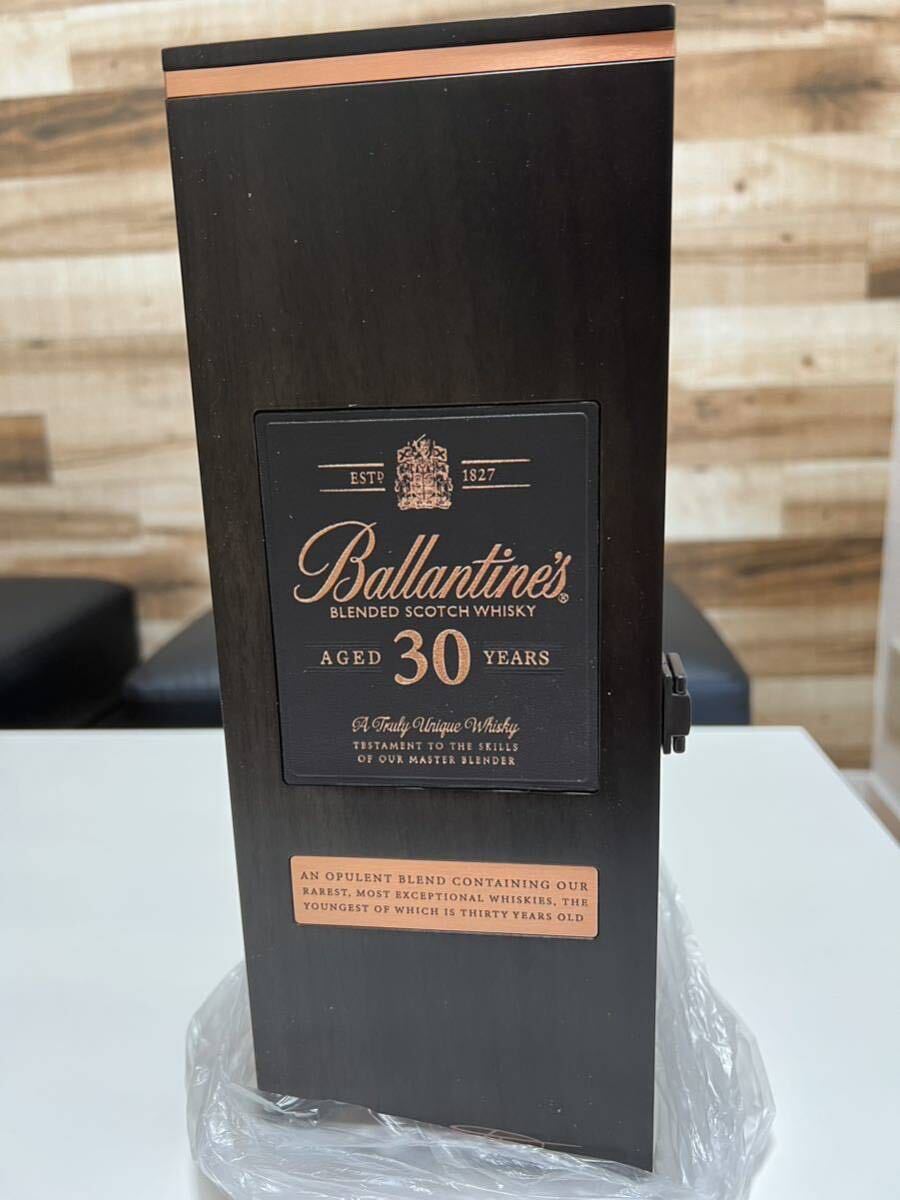 ESTD 1827
Ballantine's®
BLENDED SCOTCH WHISKY
AGED 30 YEARS
A Truly Unique Whisky
TESTAMENT TO THE SKILLS
OF OUR MASTER BLENDER
AN OPULENT BLEND CONTAINING OUR
RAREST, MOST EXCEPTIONAL WHISKIES, THE
YOUNGEST OF WHICH IS THIRTY YEARS OLD